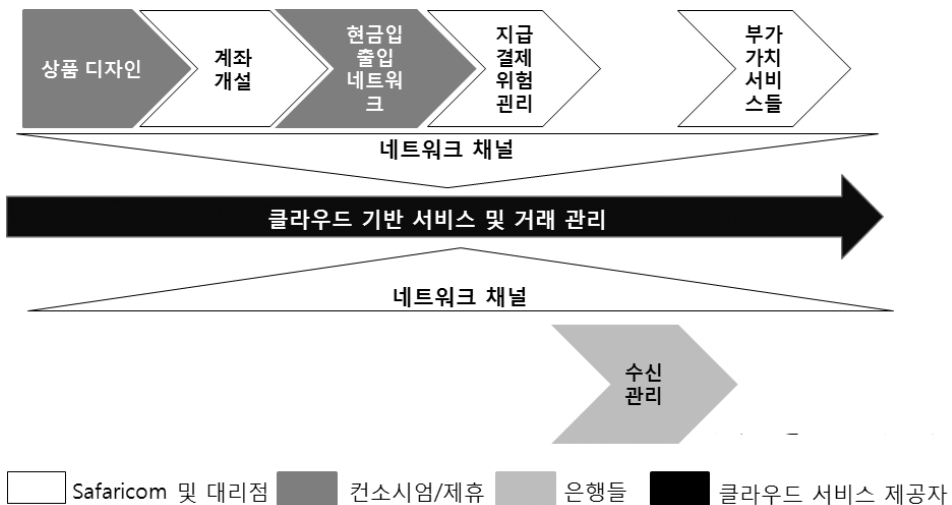 상품 디자인
계좌
개설
현금입
출입
네트워
크
지급
결제
위험
괸리
부가
가치
서비
스들
네트워크 채널
클라우드 기반 서비스 및 거래 관리
네트워크 채널
수신
관리
Safaricom 및 대리점
컨소시엄/제휴
은행들
클라우드 서비스 제공자